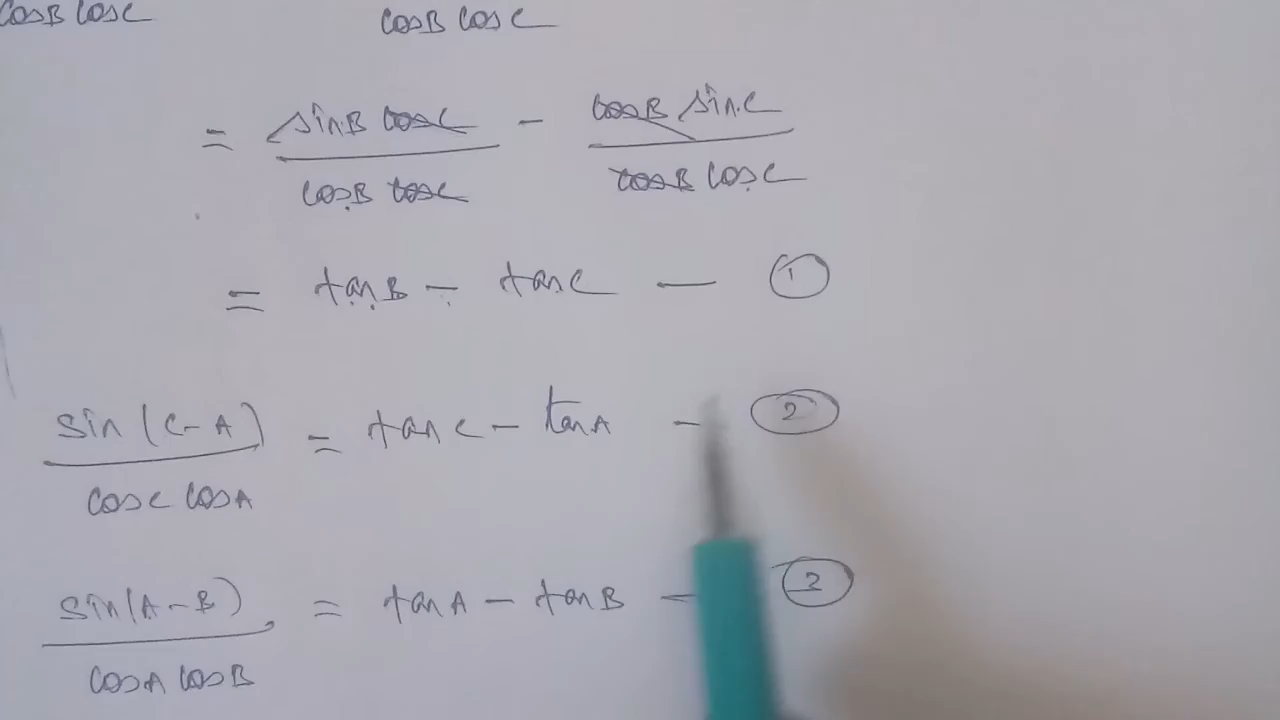 cosB cosC cosB cosC
= sinB cosC / cosB cosC - cosB sinC / cosB cosC
= tanB - tanC — ①
sin(C-A) / cosC cosA = tanC - tanA - ②
sin(A-B) / cosA cosB = tanA - tanB - ③